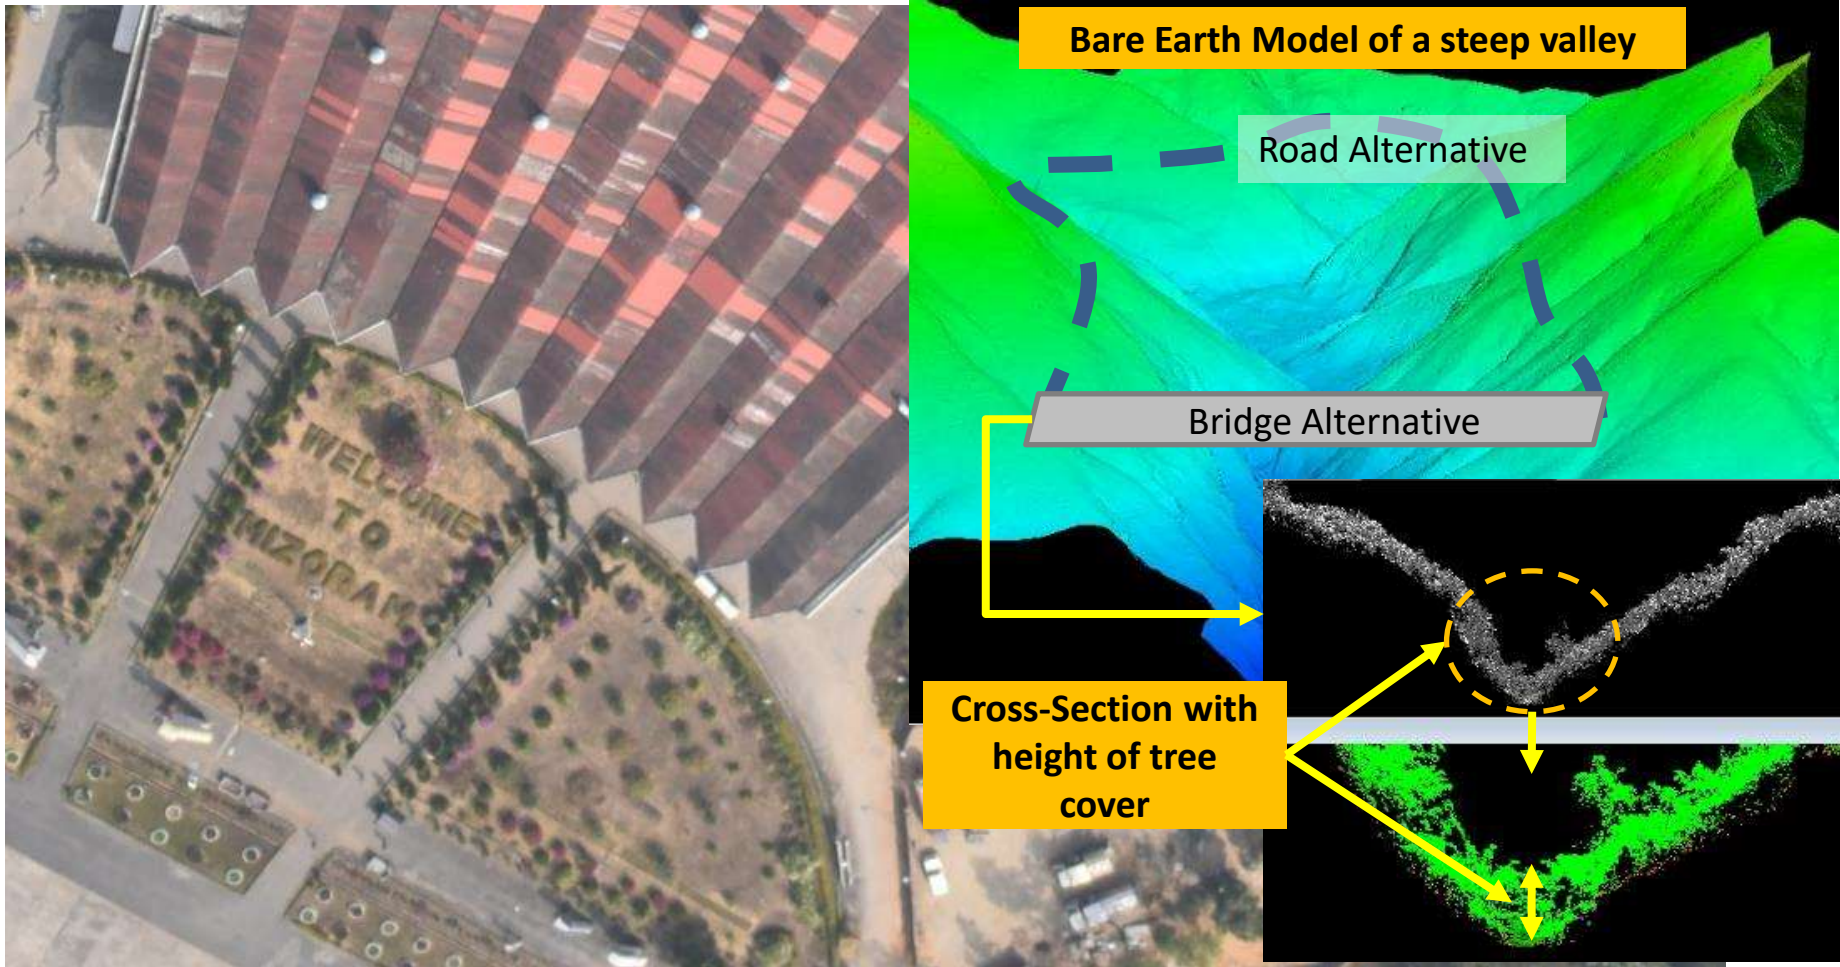 WELCOME
TO
MIZORAM
Bare Earth Model of a steep valley
Road Alternative
Bridge Alternative
Cross-Section with
height of tree
cover